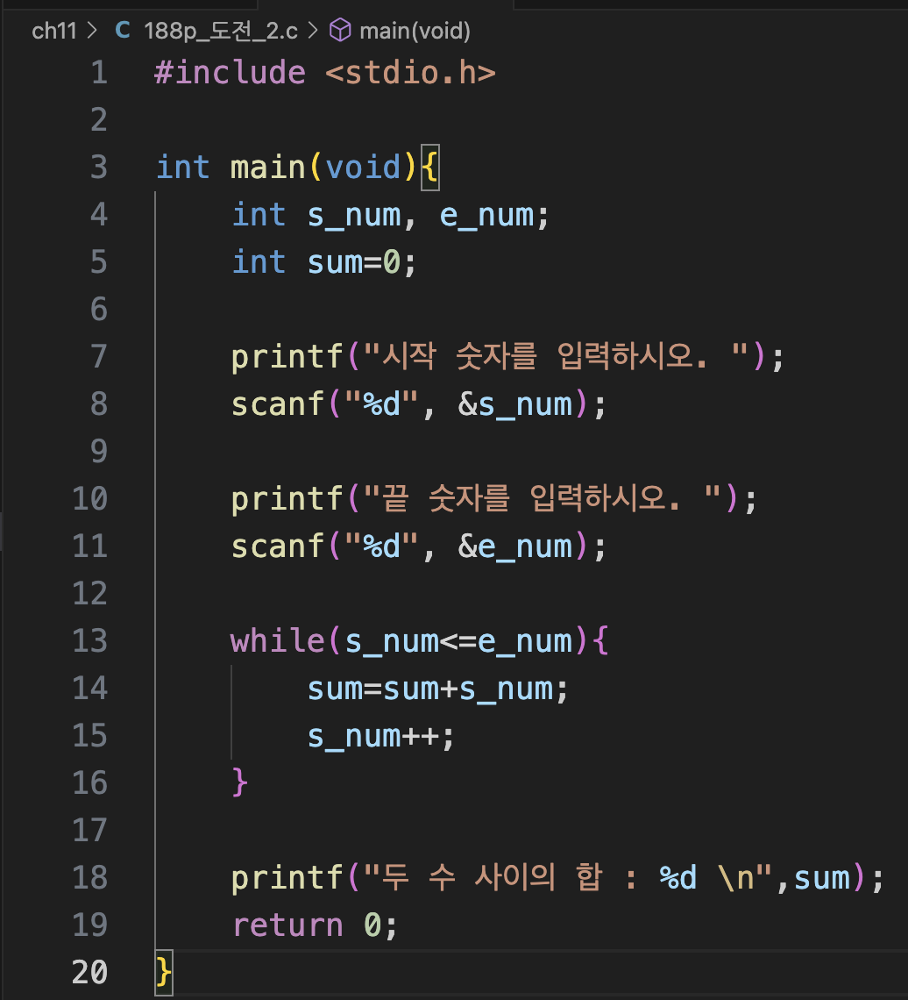 ch11 > C 188p_도전_2.c > main(void)
1 #include <stdio.h>
2
3 int main(void){
4     int s_num, e_num;
5     int sum=0;
6
7     printf("시작 숫자를 입력하시오. ");
8     scanf("%d", &s_num);
9
10     printf("끝 숫자를 입력하시오. ");
11     scanf("%d", &e_num);
12
13     while(s_num<=e_num){
14         sum=sum+s_num;
15         s_num++;
16     }
17
18     printf("두 수 사이의 합 : %d \n",sum);
19     return 0;
20 }